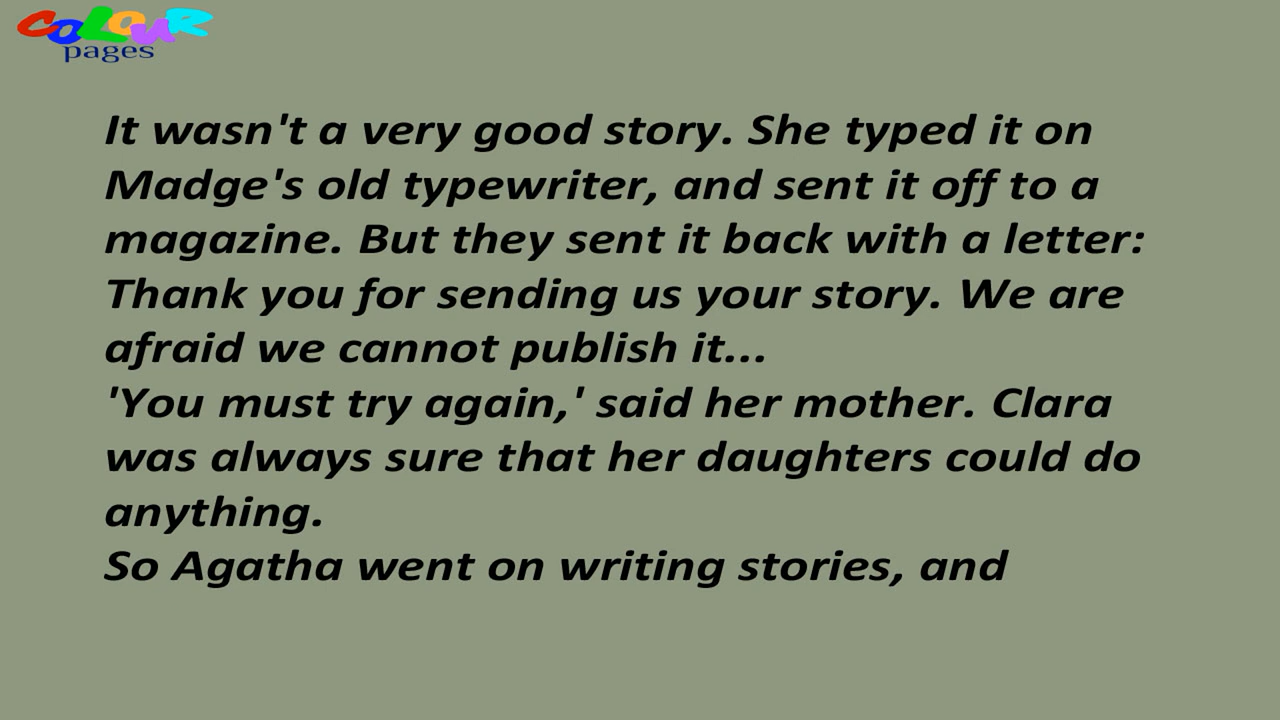 COLOUR
pages
It wasn't a very good story. She typed it on
Madge's old typewriter, and sent it off to a
magazine. But they sent it back with a letter:
Thank you for sending us your story. We are
afraid we cannot publish it...
'You must try again,' said her mother. Clara
was always sure that her daughters could do
anything.
So Agatha went on writing stories, and